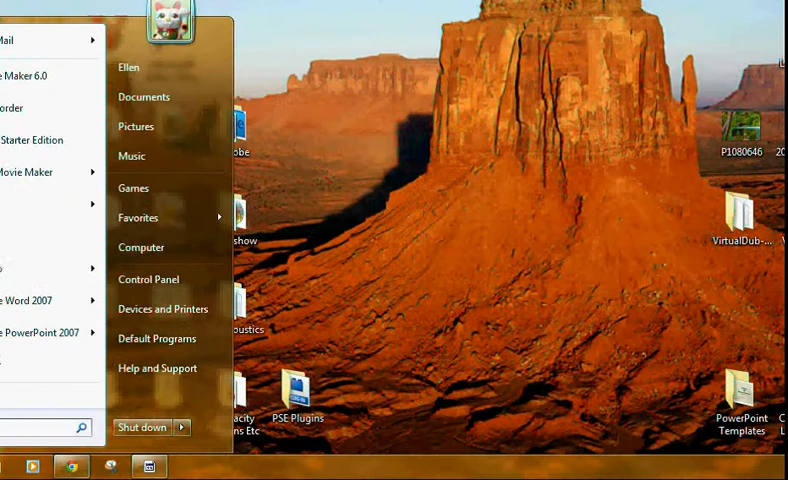 Mail
e Maker 6.0
order
Starter Edition
Movie Maker
e Word 2007
e PowerPoint 2007
Ellen
Documents
Pictures
Music
Games
Favorites
Computer
Control Panel
Devices and Printers
Default Programs
Help and Support
Shut down
obe
show
oustics
acity
ns Etc
PSE Plugins
P1080646
20
VirtualDub-...
PowerPoint
Templates